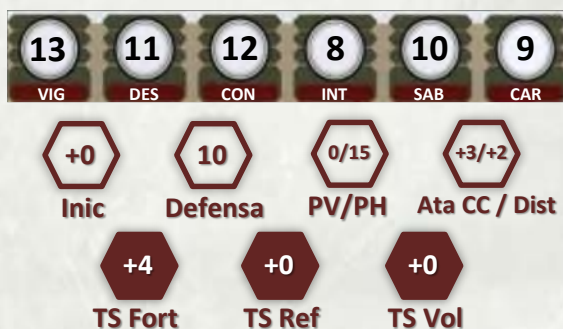 13 11 12 8 10 9
VIG DES CON INT SAB CAR
+0 10 0/15 +3/+2
Inic Defensa PV/PH Ata CC / Dist
+4 +0 +0
TS Fort TS Ref TS Vol